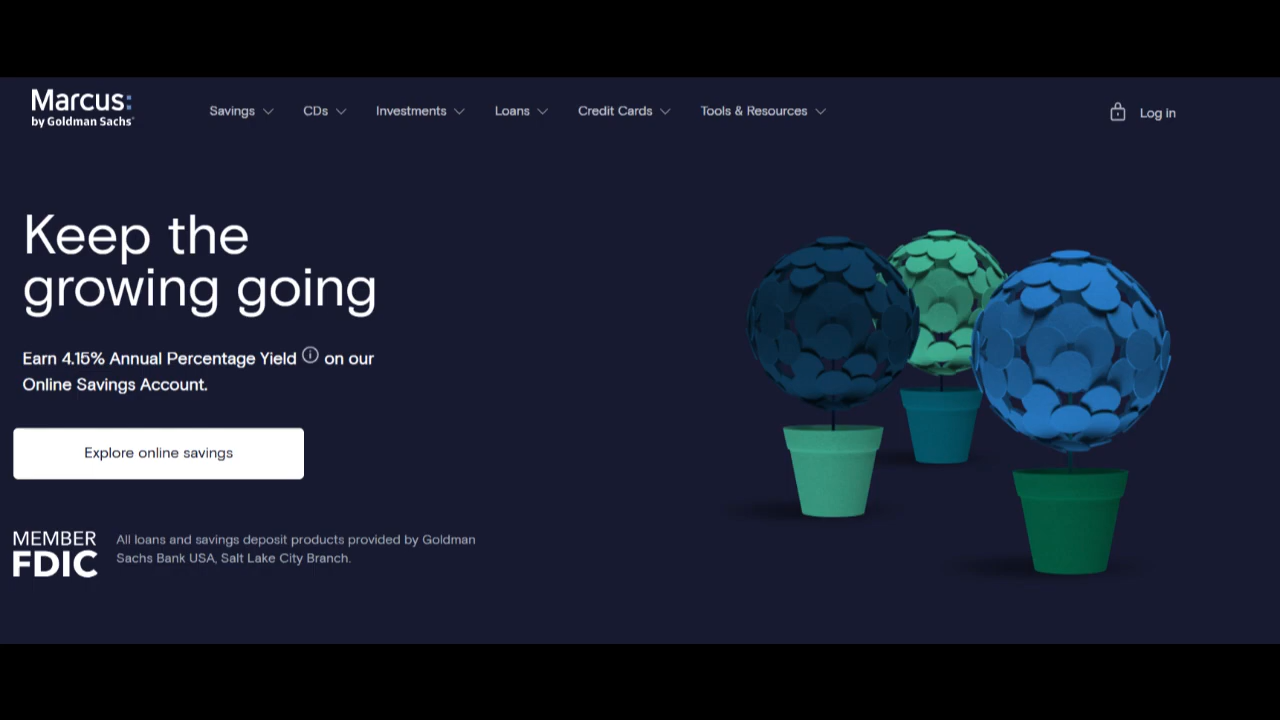 Marcus:
by Goldman Sachs
Savings CDs Investments Loans Credit Cards Tools & Resources Log in
Keep the
growing going
Earn 4.15% Annual Percentage Yield ⓘ on our
Online Savings Account.
Explore online savings
MEMBER
FDIC
All loans and savings deposit products provided by Goldman
Sachs Bank USA, Salt Lake City Branch.